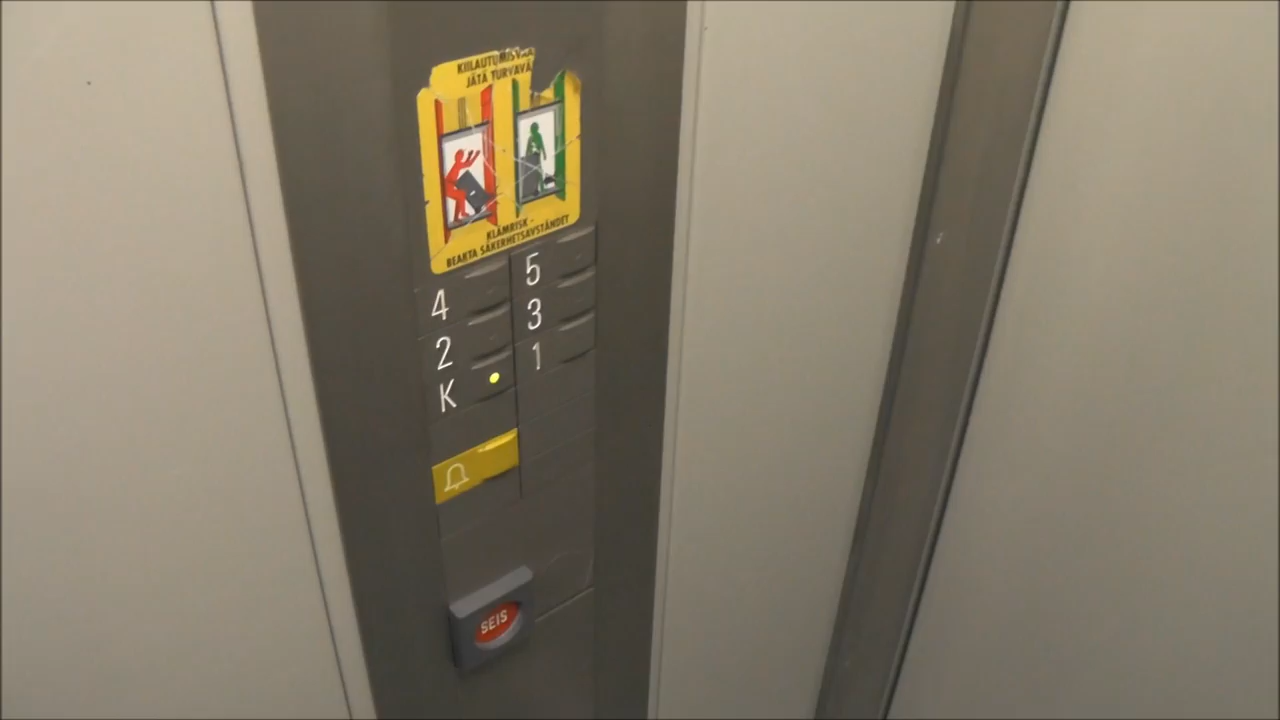 JÄTÄ TURVAVÄ
KLÄMRISK -
BEAKTA SÄKERHETSAVSTÅNDET
5
4
3
2
1
K
SEIS